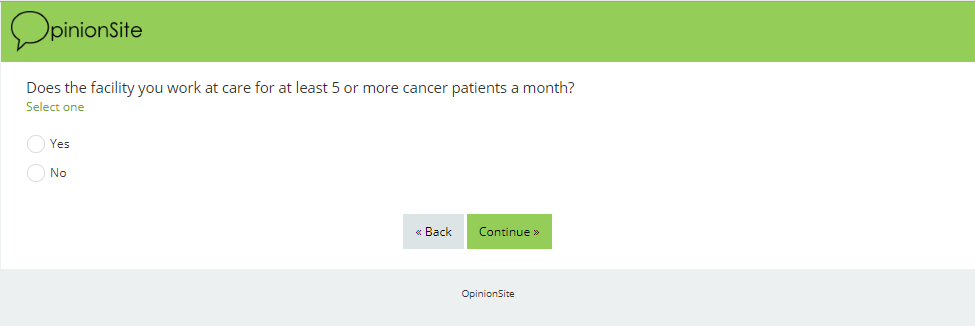 OpinionSite
Does the facility you work at care for at least 5 or more cancer patients a month?
Select one
Yes
No
« Back
Continue »
OpinionSite